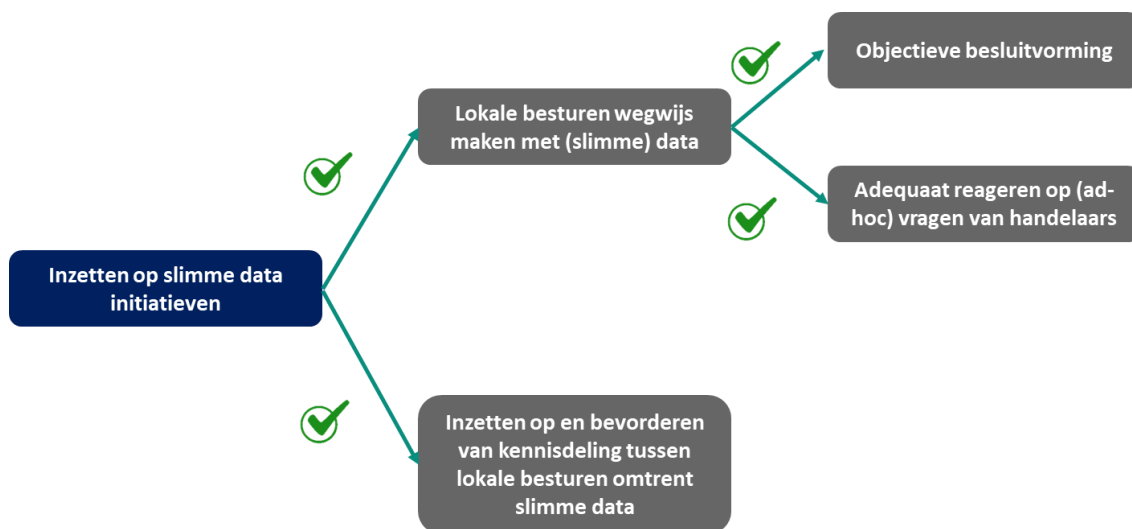 Objectieve besluitvorming
Lokale besturen wegwijs
maken met (slimme) data
Adequaat reageren op (ad-
hoc) vragen van handelaars
Inzetten op slimme data
initiatieven
Inzetten op en bevorderen
van kennisdeling tussen
lokale besturen omtrent
slimme data